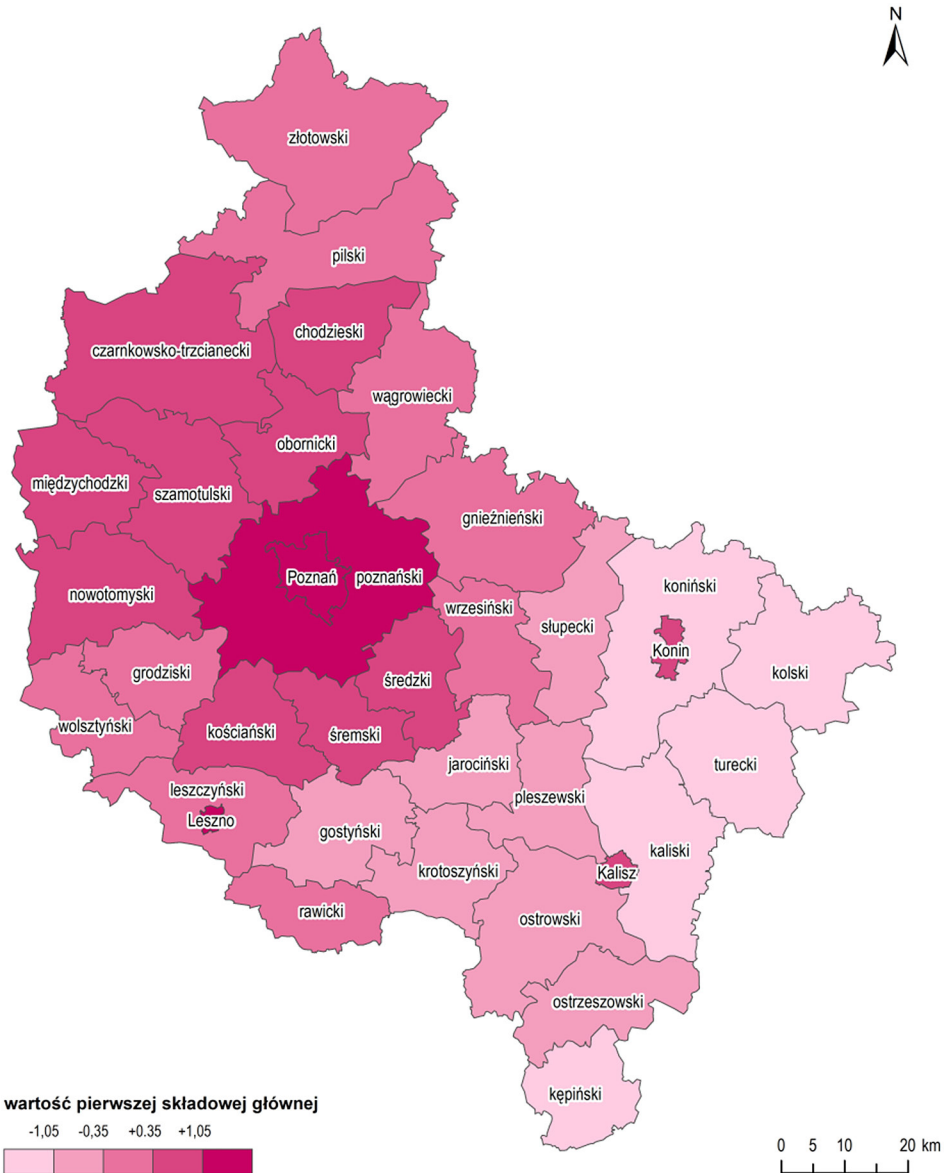 N
złotowski
pilski
chodzieski
czarnkowsko-trzcianecki
wągrowiecki
obornicki
międzychodzki
szamotulski
gnieźnieński
Poznań
poznański
koniński
nowotomyski
wrzesiński
słupecki
Konin
grodziski
średzki
kolski
wolsztyński
kościański
śremski
jarociński
turecki
leszczyński
pleszewski
Leszno
gostyński
kaliski
krotoszyński
Kalisz
rawicki
ostrowski
ostrzeszowski
kępiński
wartość pierwszej składowej głównej
-1,05 -0,35 +0.35 +1,05
0 5 10 20 km